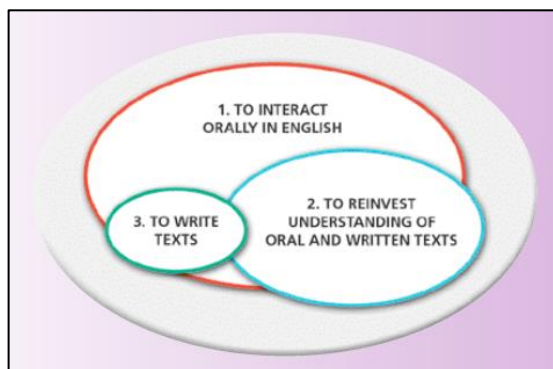 1. TO INTERACT
ORALLY IN ENGLISH
2. TO REINVEST
UNDERSTANDING OF
ORAL AND WRITTEN TEXTS
3. TO WRITE
TEXTS